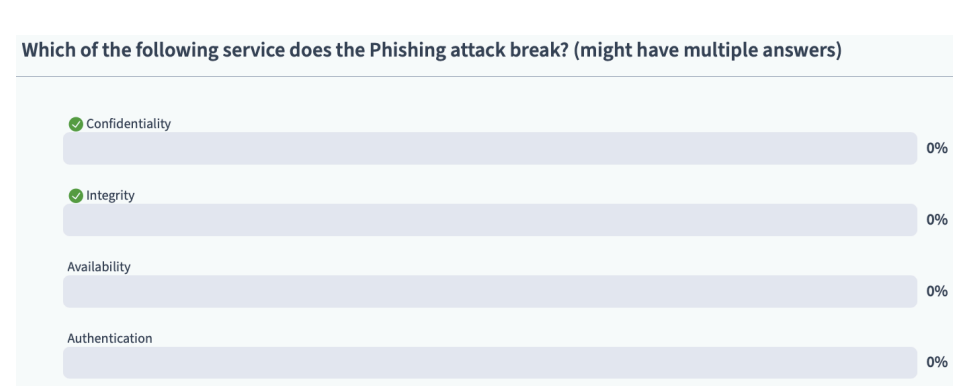 Which of the following service does the Phishing attack break? (might have multiple answers)
Confidentiality
0%
Integrity
0%
Availability
0%
Authentication
0%